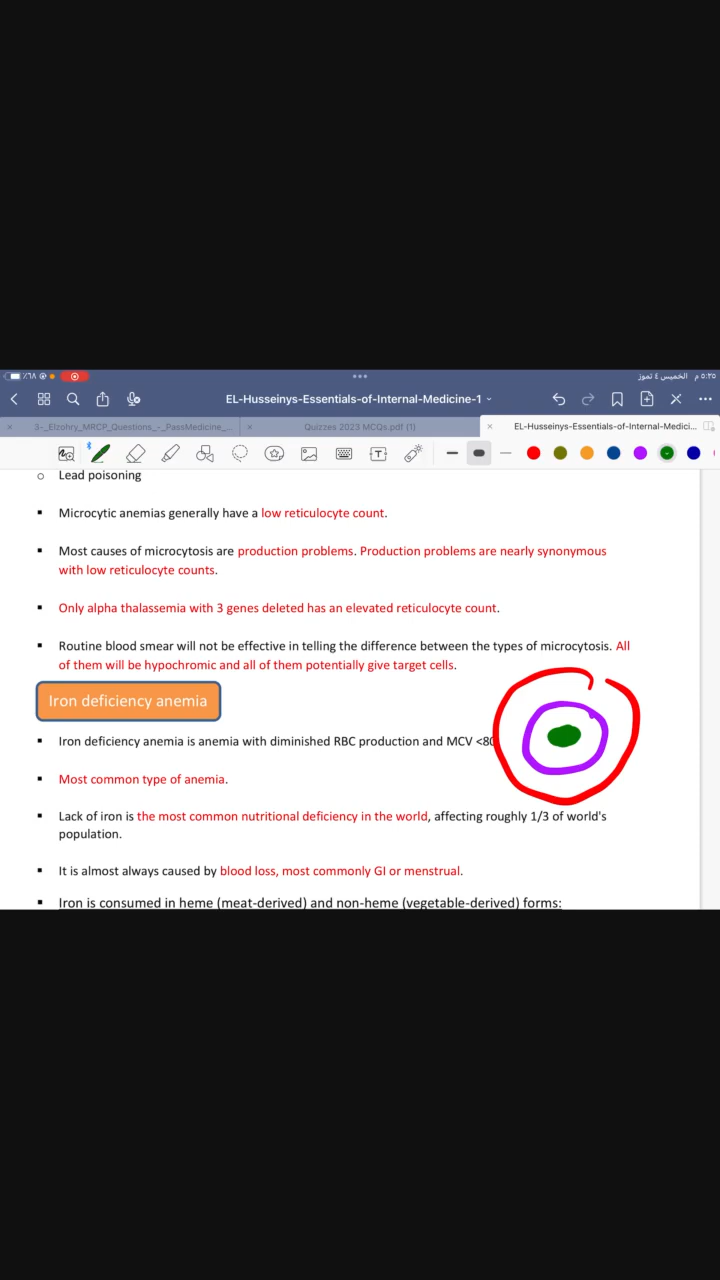 ٪٦٨
٥:٢٥ م الخميس ٤ تموز
EL-Husseinys-Essentials-of-Internal-Medicine-1
3-_Elzohry_MRCP_Questions_-_PassMedicine_...
Quizzes 2023 MCQs.pdf (1)
EL-Husseinys-Essentials-of-Internal-Medici...
T
o Lead poisoning
▪ Microcytic anemias generally have a low reticulocyte count.
▪ Most causes of microcytosis are production problems. Production problems are nearly synonymous
with low reticulocyte counts.
▪ Only alpha thalassemia with 3 genes deleted has an elevated reticulocyte count.
▪ Routine blood smear will not be effective in telling the difference between the types of microcytosis. All
of them will be hypochromic and all of them potentially give target cells.
Iron deficiency anemia
▪ Iron deficiency anemia is anemia with diminished RBC production and MCV <80
▪ Most common type of anemia.
▪ Lack of iron is the most common nutritional deficiency in the world, affecting roughly 1/3 of world's
population.
▪ It is almost always caused by blood loss, most commonly GI or menstrual.
▪ Iron is consumed in heme (meat-derived) and non-heme (vegetable-derived) forms: